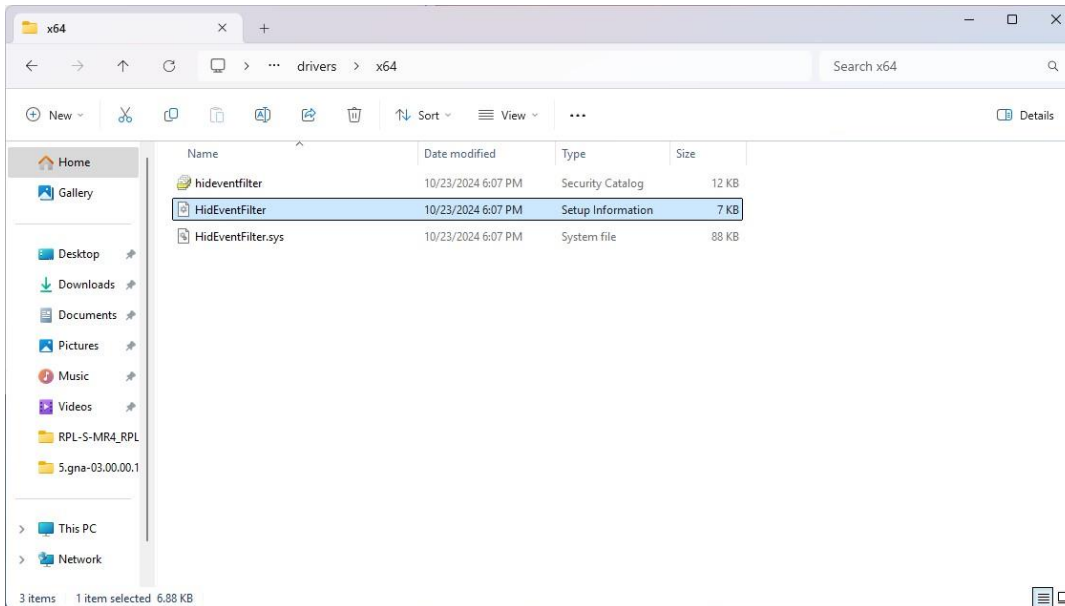 x64
drivers > x64
Search x64
New
Sort
View
Details
Name
Date modified
Type
Size
Home
Gallery
Desktop
Downloads
Documents
Pictures
Music
Videos
RPL-S-MR4_RPL
5.gna-03.00.00.1
This PC
Network
hideventfilter 10/23/2024 6:07 PM Security Catalog 12 KB
HidEventFilter 10/23/2024 6:07 PM Setup Information 7 KB
HidEventFilter.sys 10/23/2024 6:07 PM System file 88 KB
3 items 1 item selected 6.88 KB